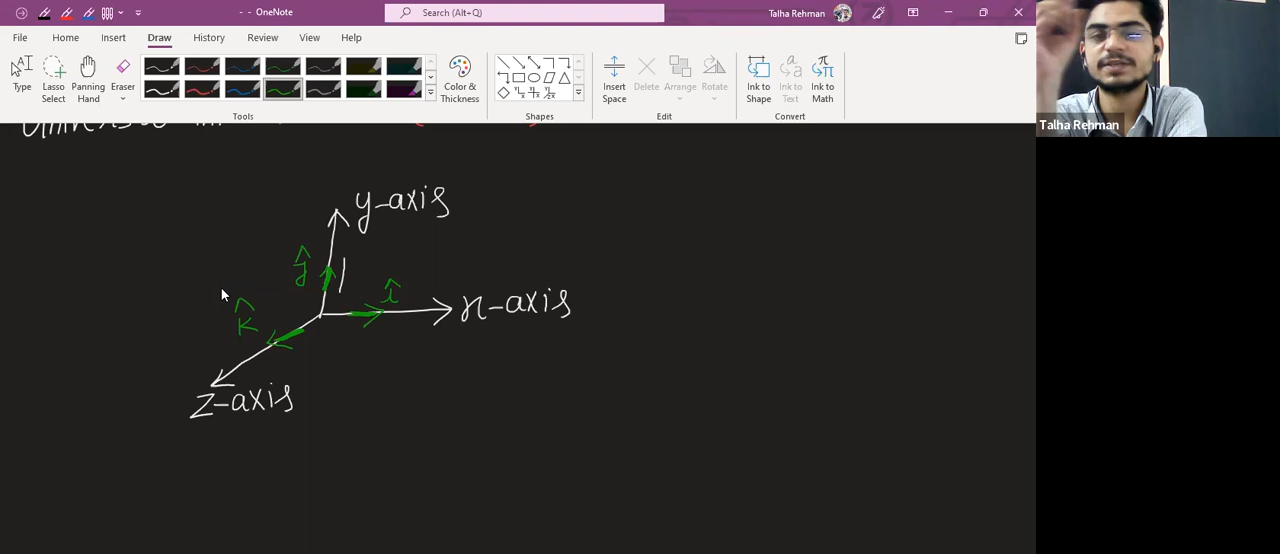 - - OneNote
Search (Alt+Q)
Talha Rehman
File Home Insert Draw History Review View Help
Type
Lasso Select
Panning Hand
Eraser
Color & Thickness
Insert Space
Delete
Arrange
Rotate
Ink to Shape
Ink to Text
Ink to Math
Tools
Shapes
Edit
Convert
Talha Rehman
y-axis
ĵ
î
x-axis
k̂
z-axis